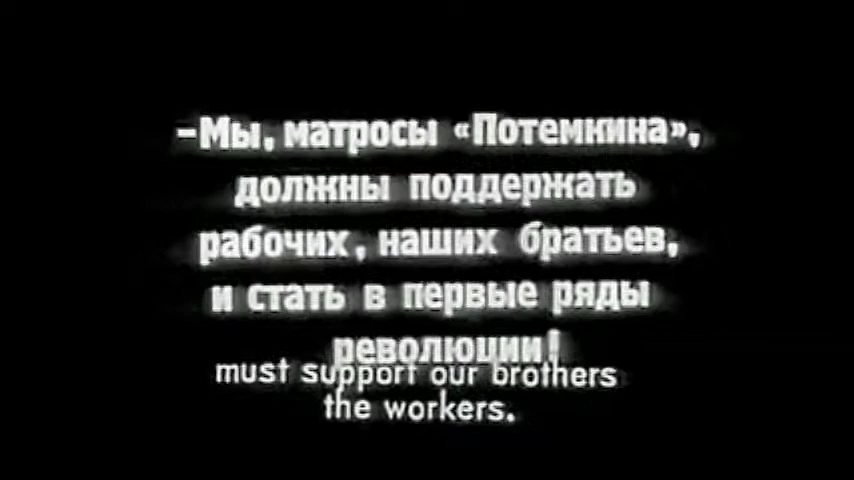 –Мы, матросы «Потемкина»,
должны поддержать
рабочих, наших братьев,
и стать в первые ряды
революции!
must support our brothers
the workers.